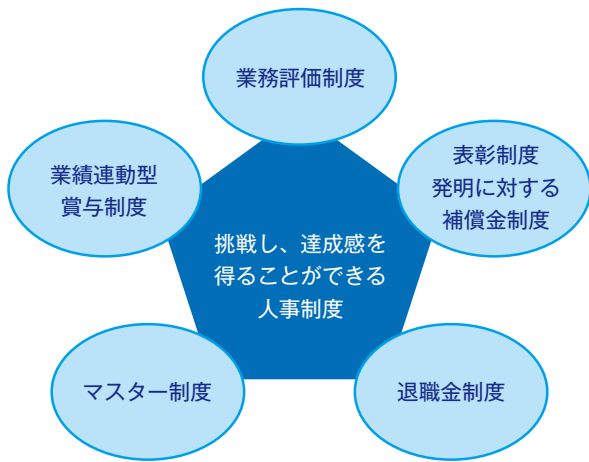 業務評価制度
業績連動型
賞与制度
表彰制度
発明に対する
補償金制度
挑戦し、達成感を
得ることができる
人事制度
マスター制度
退職金制度